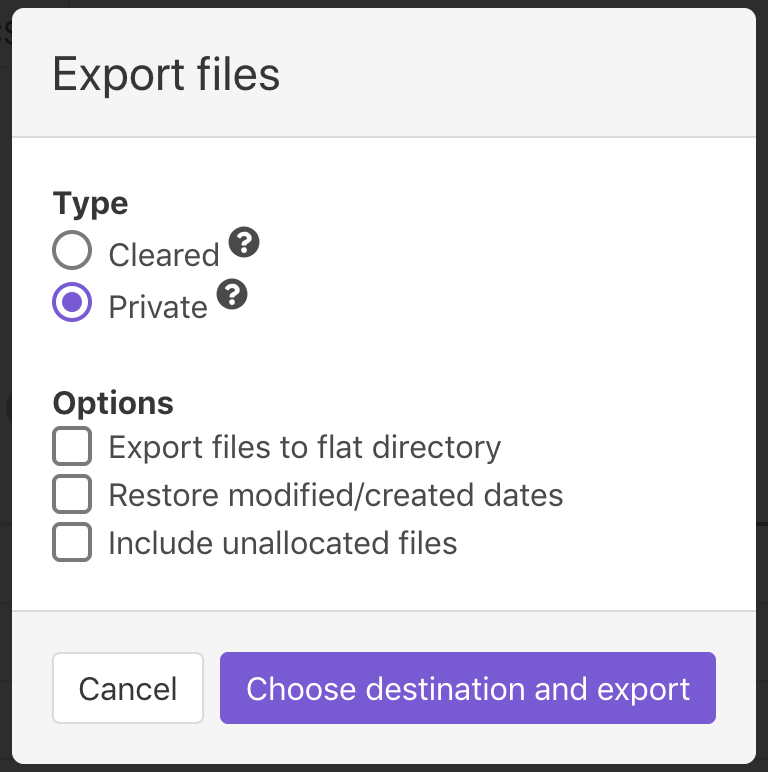 Export files
Type
Cleared ?
Private ?
Options
Export files to flat directory
Restore modified/created dates
Include unallocated files
Cancel
Choose destination and export